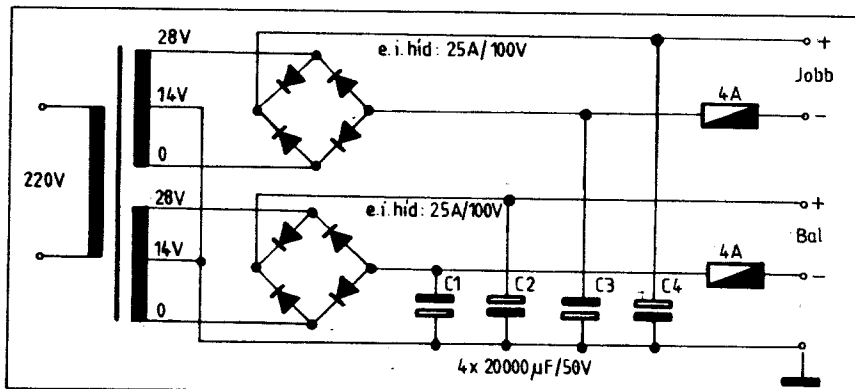 28V
e.i.híd: 25A/100V
+
Jobb
14V
4A
-
0
220V
28V
e.i.híd: 25A/100V
+
Bal
14V
4A
-
C1 C2 C3 C4
0
4x 20000µF/50V